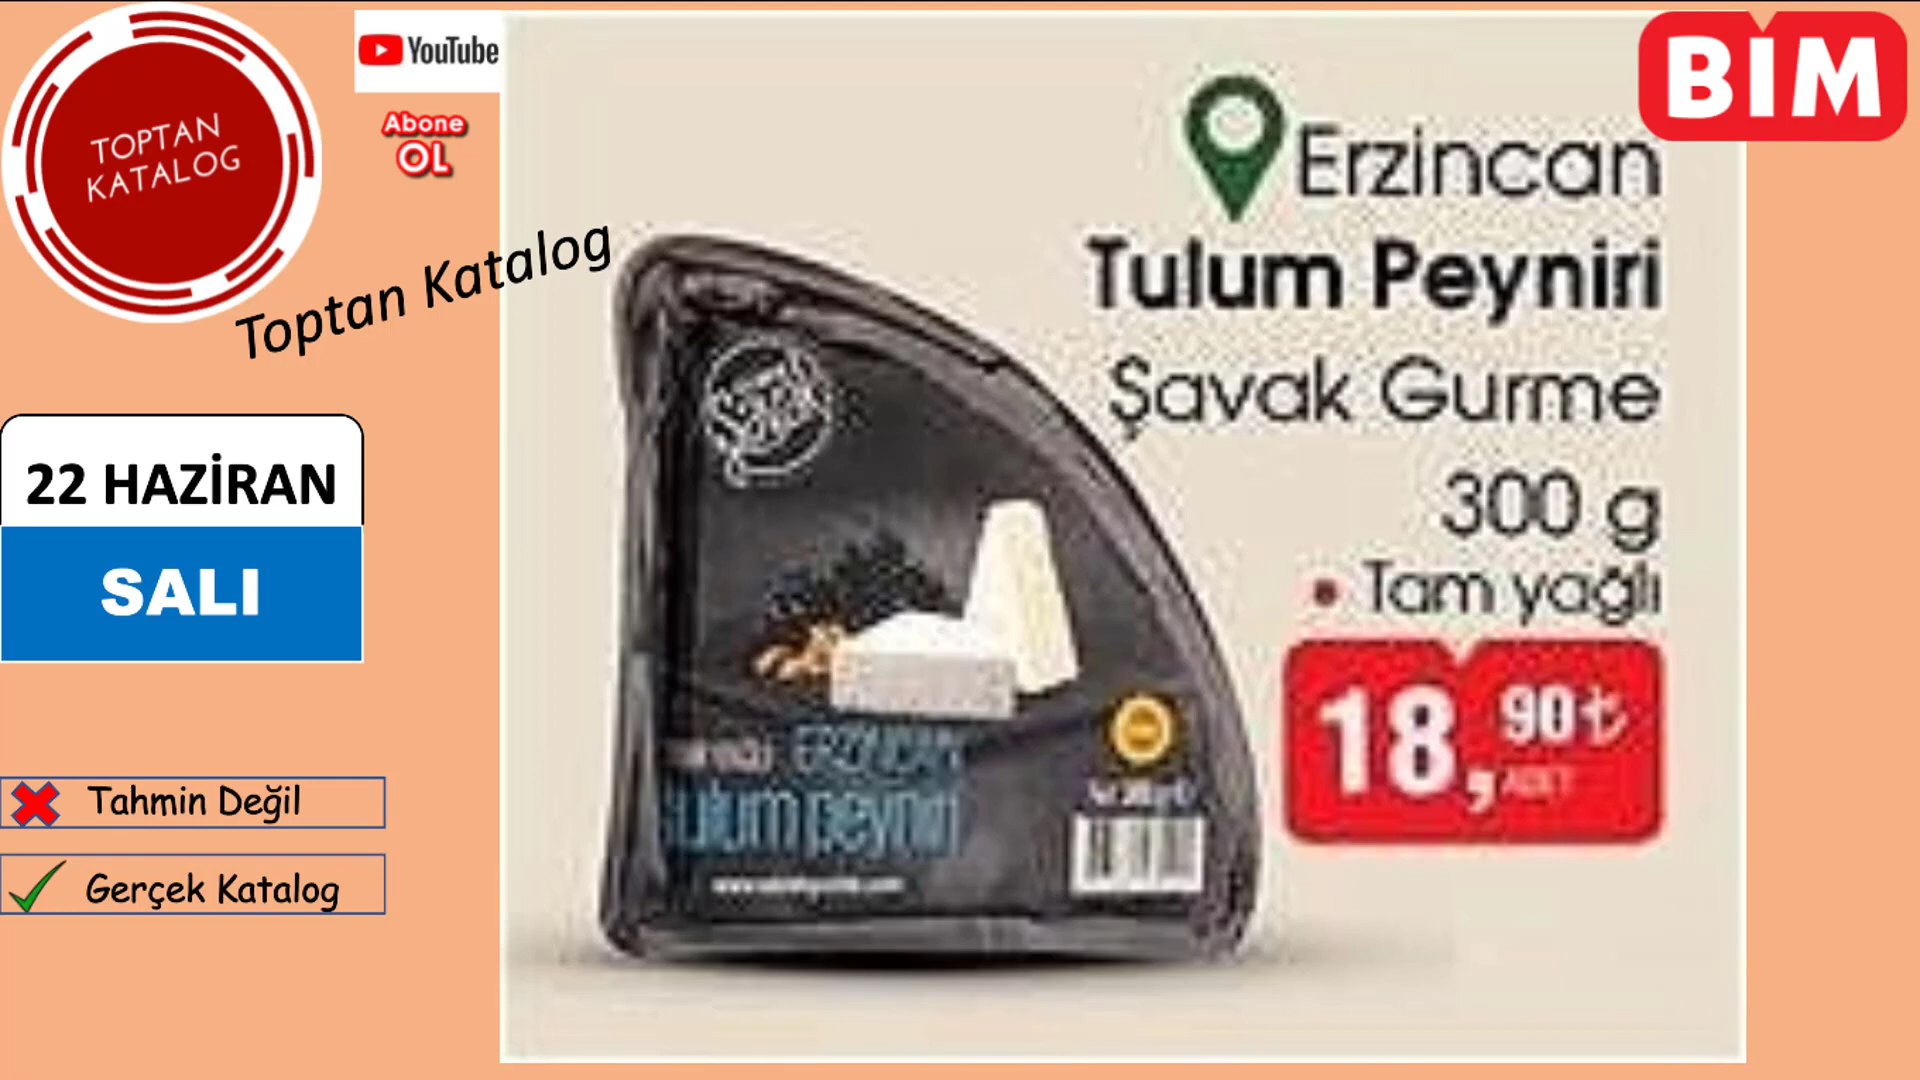 TOPTAN
KATALOG
YouTube
Abone
OL
Toptan Katalog
22 HAZİRAN
SALI
Tahmin Değil
Gerçek Katalog
BİM
Erzincan
Tulum Peyniri
Şavak Gurme
300 g
• Tam yağlı
18,90₺
ADET
ERZİNCAN
tulum peyniri